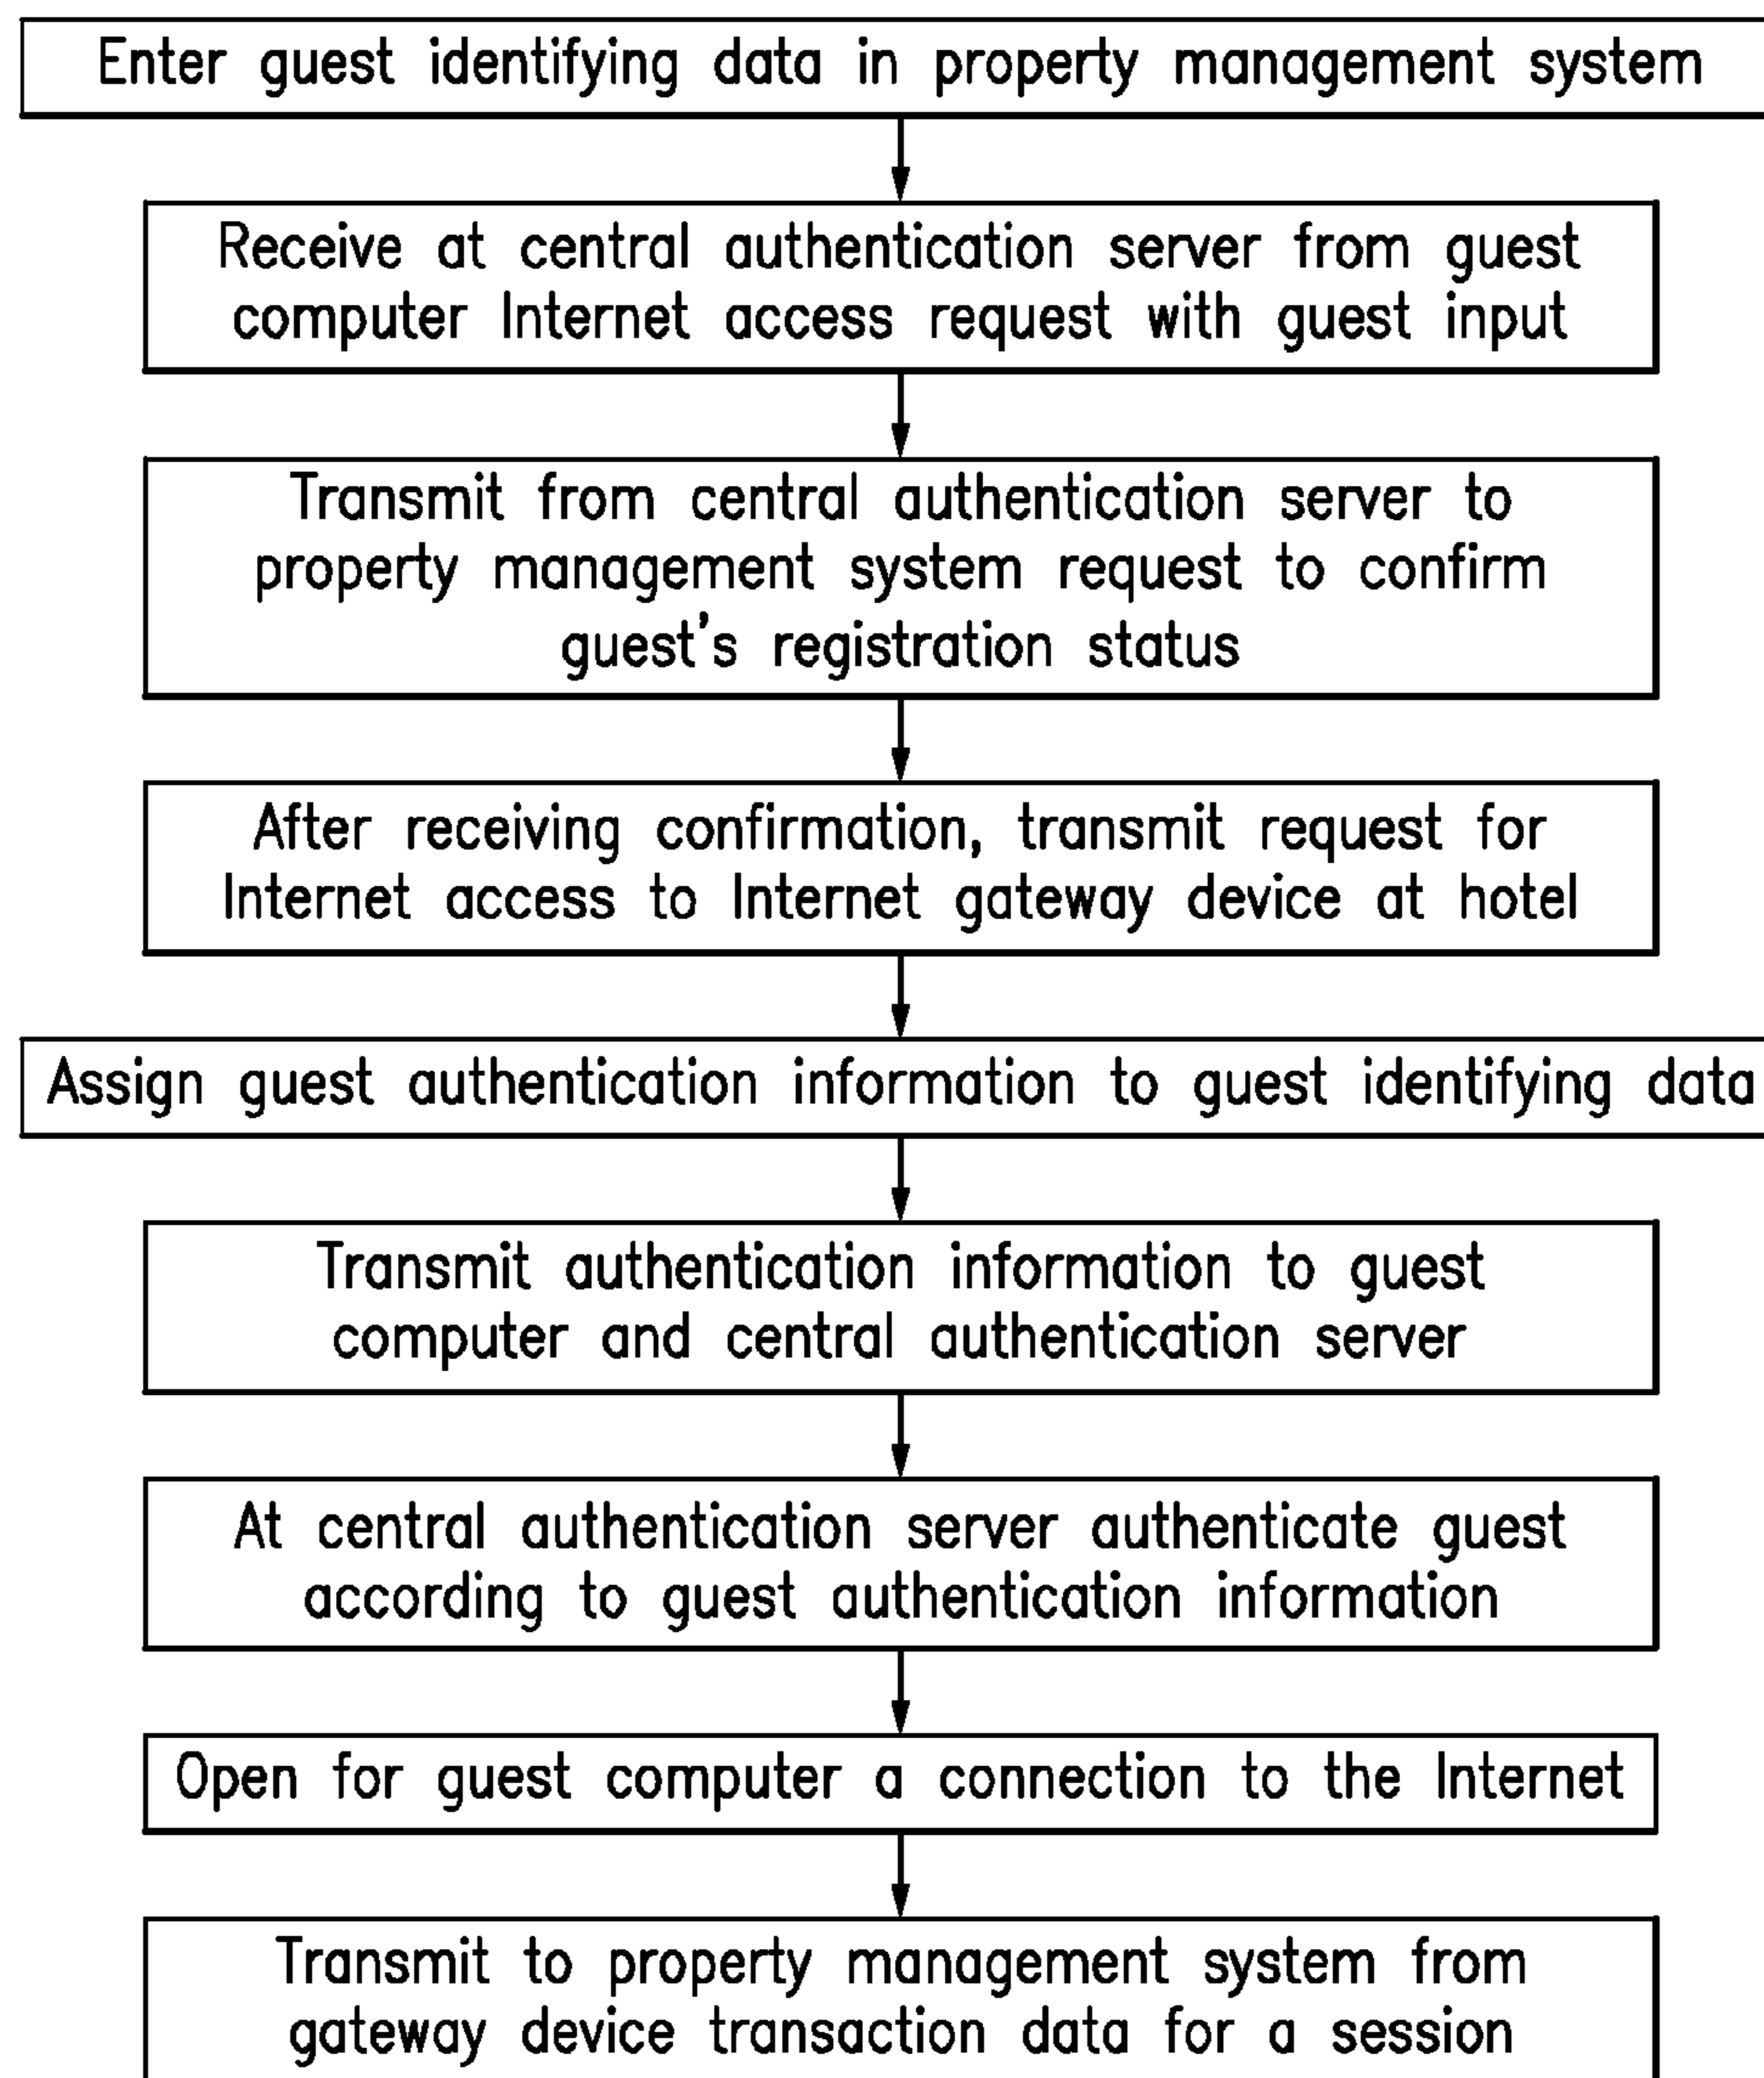 Enter guest identifying data in property management system
Receive at central authentication server from guest
computer Internet access request with guest input
Transmit from central authentication server to
property management system request to confirm
guest's registration status
After receiving confirmation, transmit request for
Internet access to Internet gateway device at hotel
Assign guest authentication information to guest identifying data
Transmit authentication information to guest
computer and central authentication server
At central authentication server authenticate guest
according to guest authentication information
Open for guest computer a connection to the Internet
Transmit to property management system from
gateway device transaction data for a session